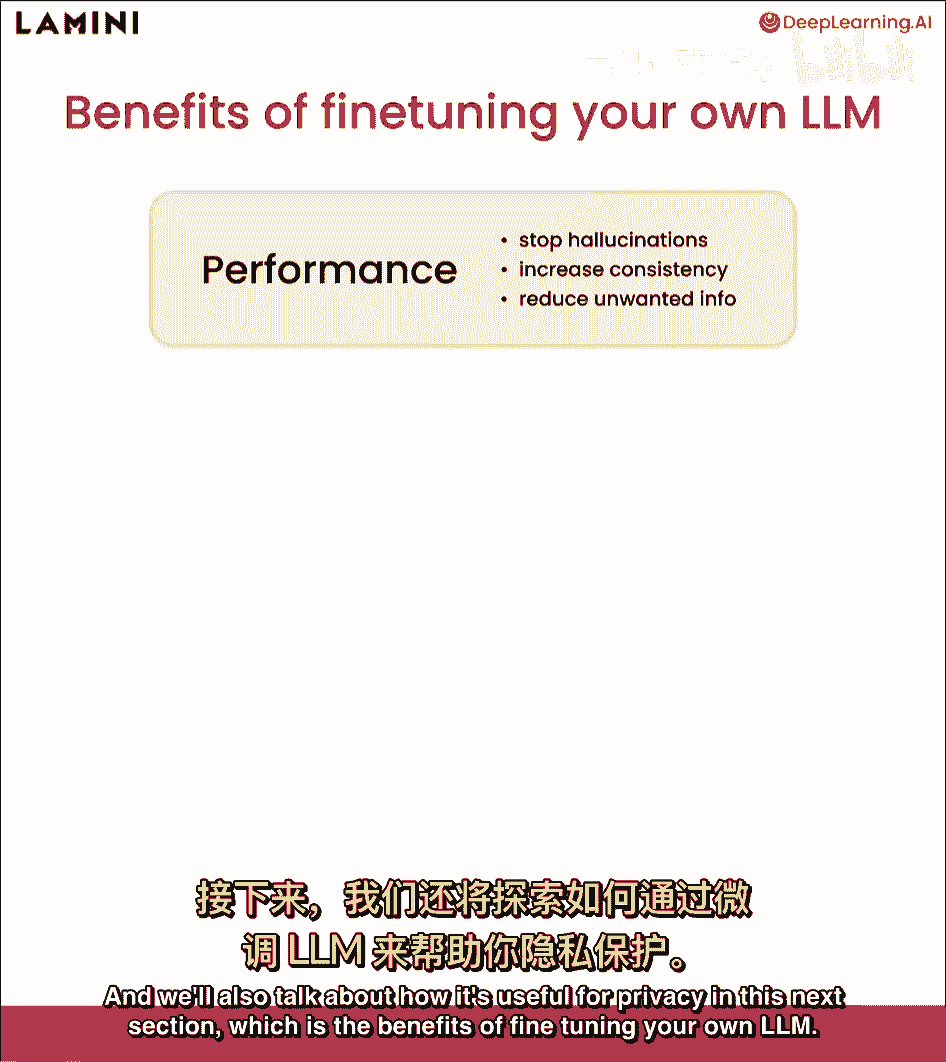 LAMINI
DeepLearning.AI
Benefits of finetuning your own LLM
Performance
• stop hallucinations
• increase consistency
• reduce unwanted info
接下来，我们还将探索如何通过微
调 LLM 来帮助你隐私保护。
And we'll also talk about how it's useful for privacy in this next
section, which is the benefits of fine tuning your own LLM.